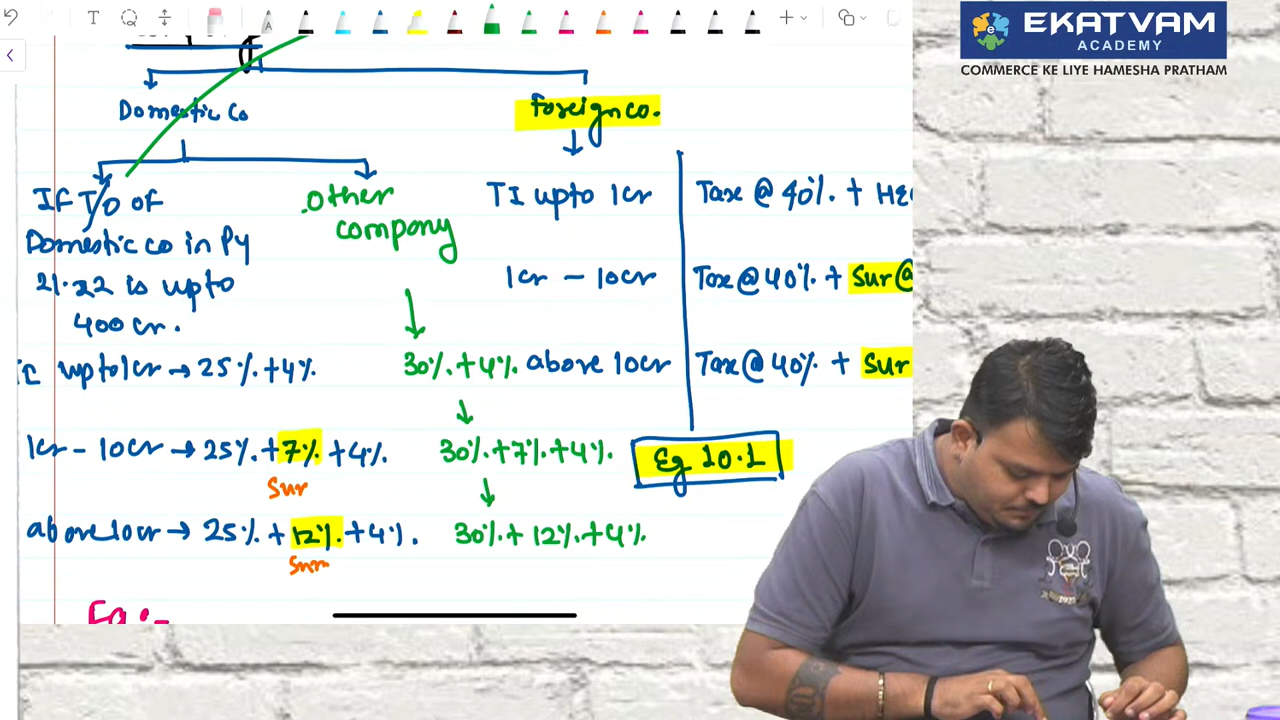 EKATVAM
ACADEMY
COMMERCE KE LIYE HAMESHA PRATHAM
Domestic Co
Foreign co.
If T/O of
Domestic co in Py
21.22 is upto
400 cr.
upto 1cr → 25% + 4%
1cr - 10cr → 25% + 7% + 4%.
Sur
above 10cr → 25% + 12% + 4%.
Sur
Other
company
30% + 4%.
30% + 7% + 4%.
30% + 12% + 4%.
TI upto 1cr
Tax @ 40% + HEC
1cr - 10cr
Tax @ 40% + Sur @
above 10cr
Tax @ 40% + Sur
Eg 10.1
Eg :-